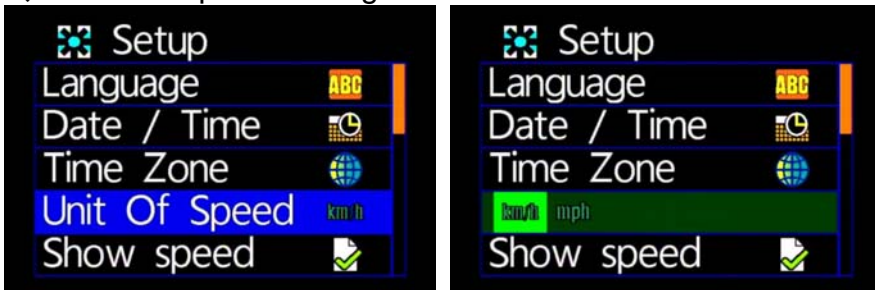 Setup
Language ABC
Date / Time
Time Zone
Unit Of Speed km/h
Show speed
Setup
Language ABC
Date / Time
Time Zone
km/h mph
Show speed